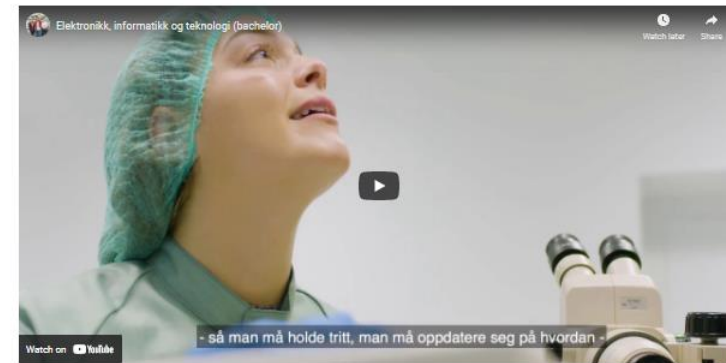 Elektronikk, informatikk og teknologi (bachelor)
Watch later
Share
- så man må holde tritt, man må oppdatere seg på hvordan -
Watch on YouTube